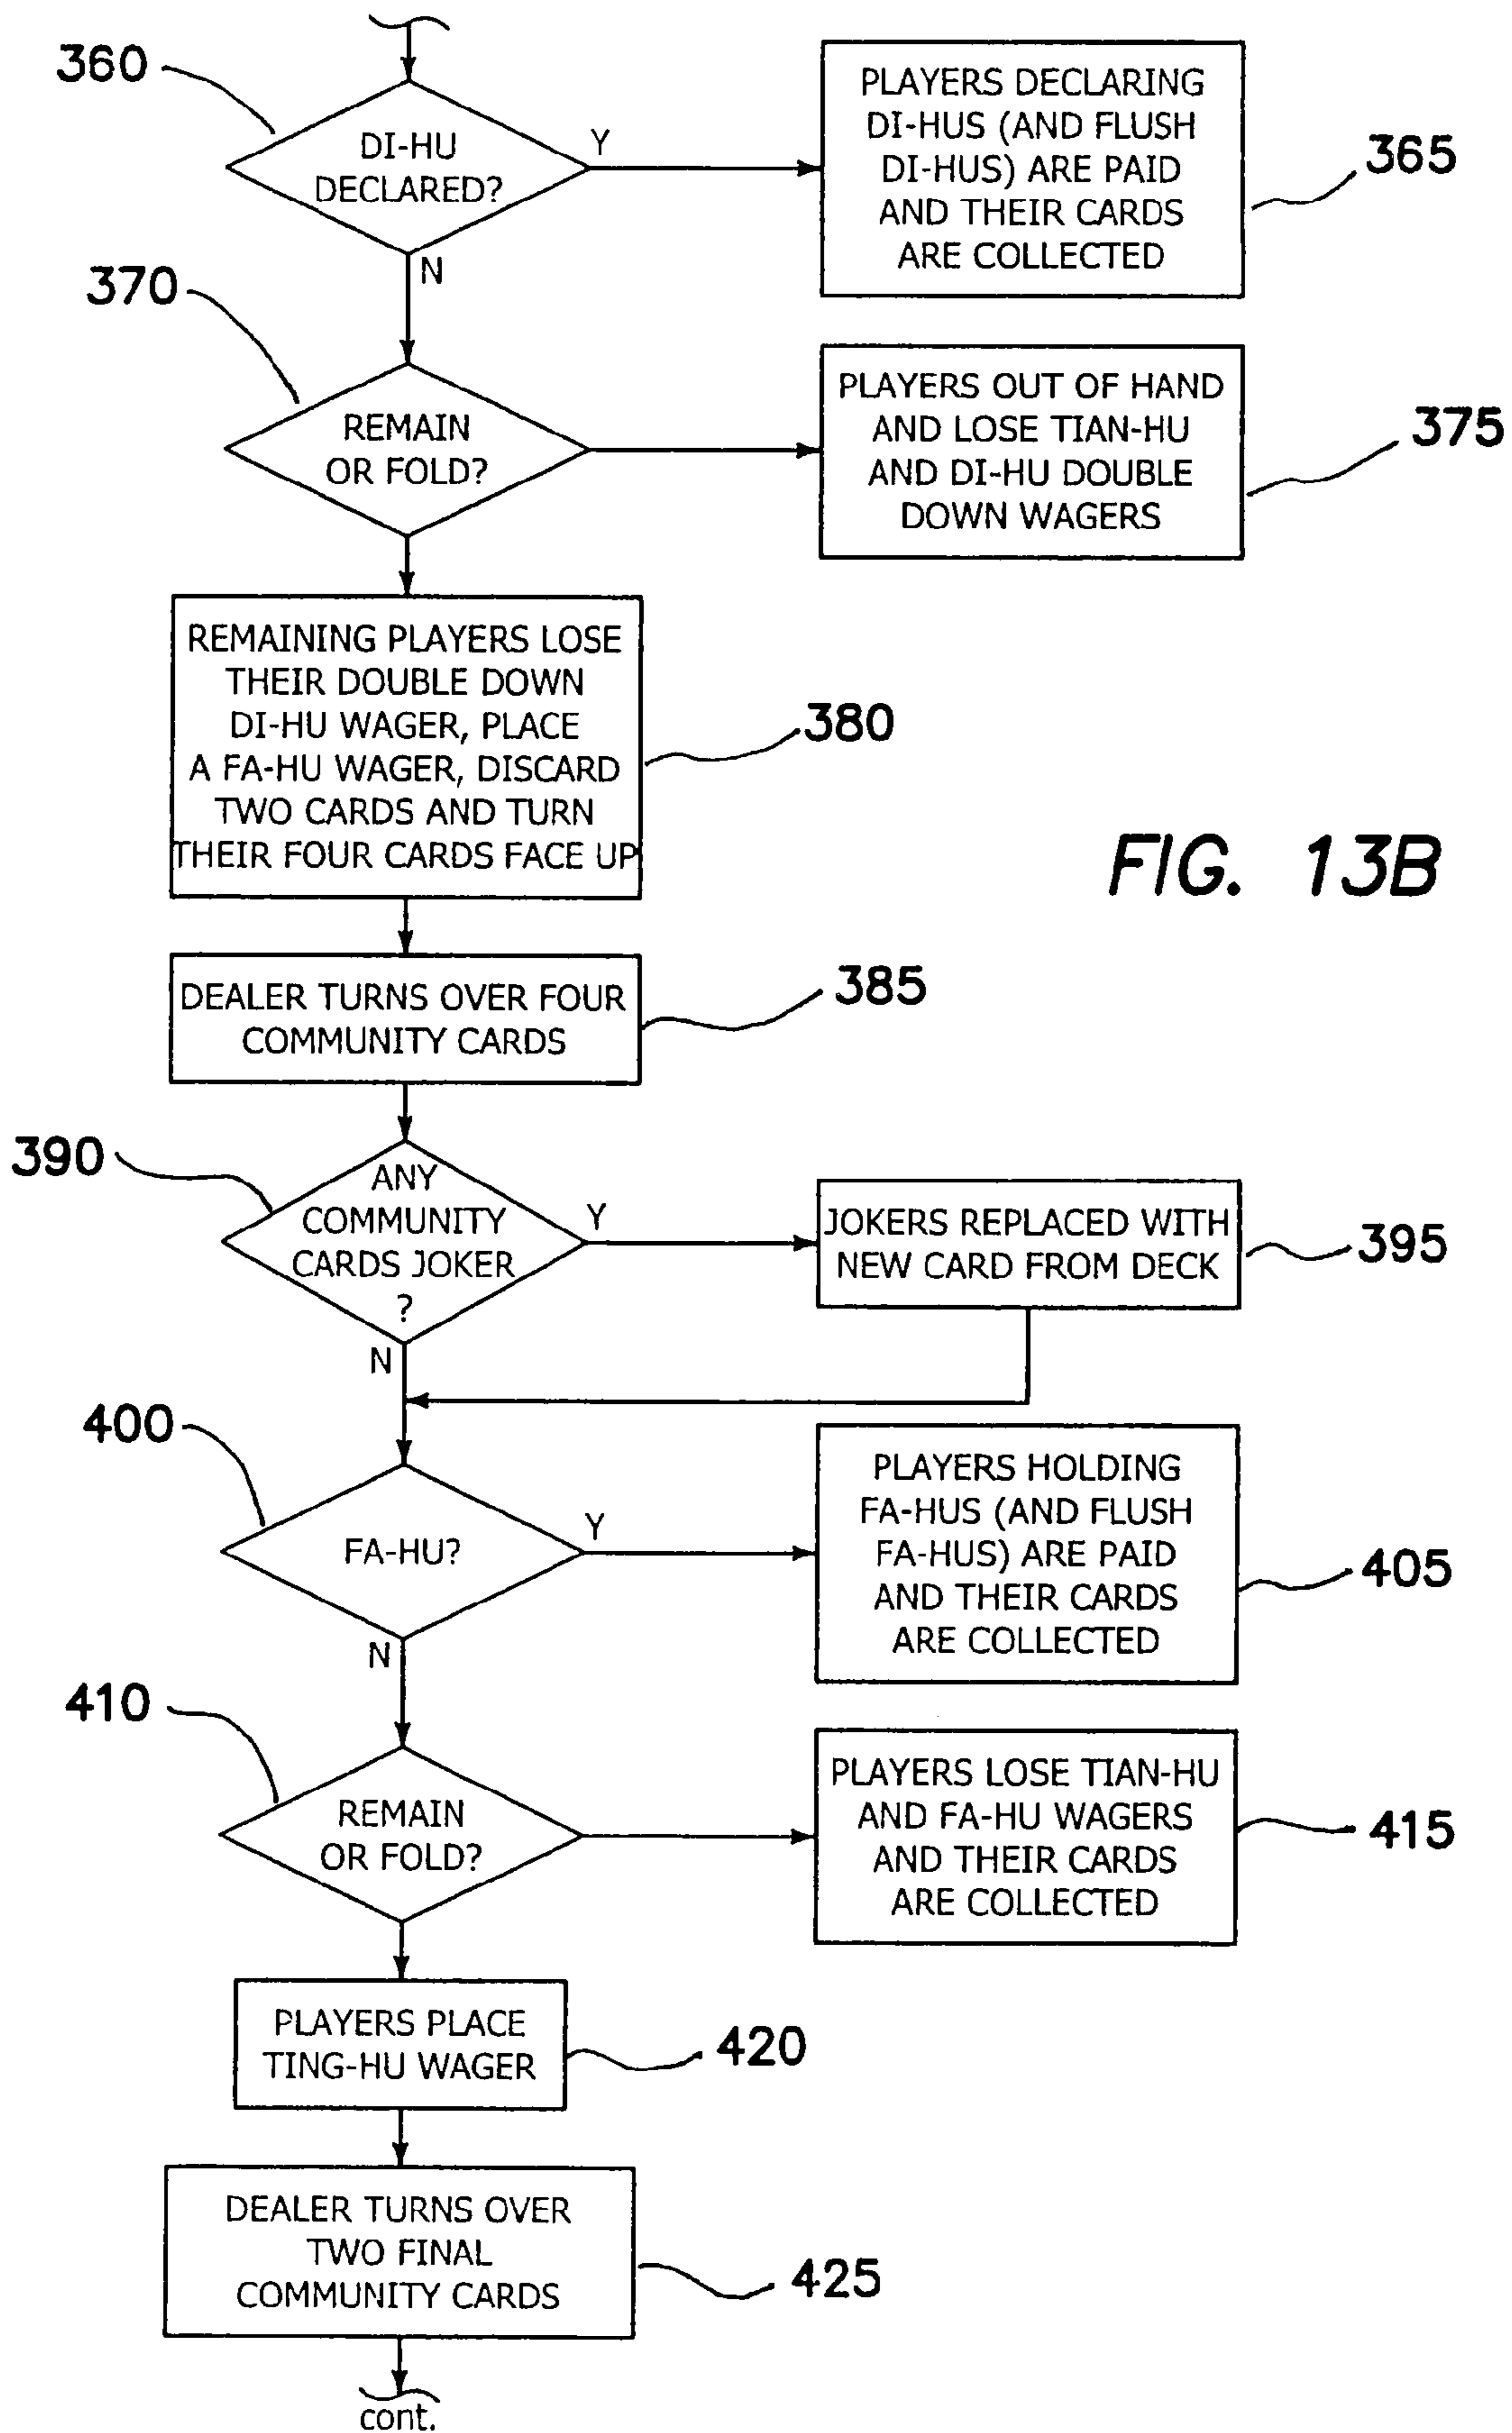 360
DI-HU
DECLARED?
Y
N
PLAYERS DECLARING
DI-HUS (AND FLUSH
DI-HUS) ARE PAID
AND THEIR CARDS
ARE COLLECTED
365
370
REMAIN
OR FOLD?
PLAYERS OUT OF HAND
AND LOSE TIAN-HU
AND DI-HU DOUBLE
DOWN WAGERS
375
REMAINING PLAYERS LOSE
THEIR DOUBLE DOWN
DI-HU WAGER, PLACE
A FA-HU WAGER, DISCARD
TWO CARDS AND TURN
THEIR FOUR CARDS FACE UP
380
FIG. 13B
DEALER TURNS OVER FOUR
COMMUNITY CARDS
385
390
ANY
COMMUNITY
CARDS JOKER
?
Y
N
JOKERS REPLACED WITH
NEW CARD FROM DECK
395
400
FA-HU?
Y
N
PLAYERS HOLDING
FA-HUS (AND FLUSH
FA-HUS) ARE PAID
AND THEIR CARDS
ARE COLLECTED
405
410
REMAIN
OR FOLD?
PLAYERS LOSE TIAN-HU
AND FA-HU WAGERS
AND THEIR CARDS
ARE COLLECTED
415
PLAYERS PLACE
TING-HU WAGER
420
DEALER TURNS OVER
TWO FINAL
COMMUNITY CARDS
425
cont.